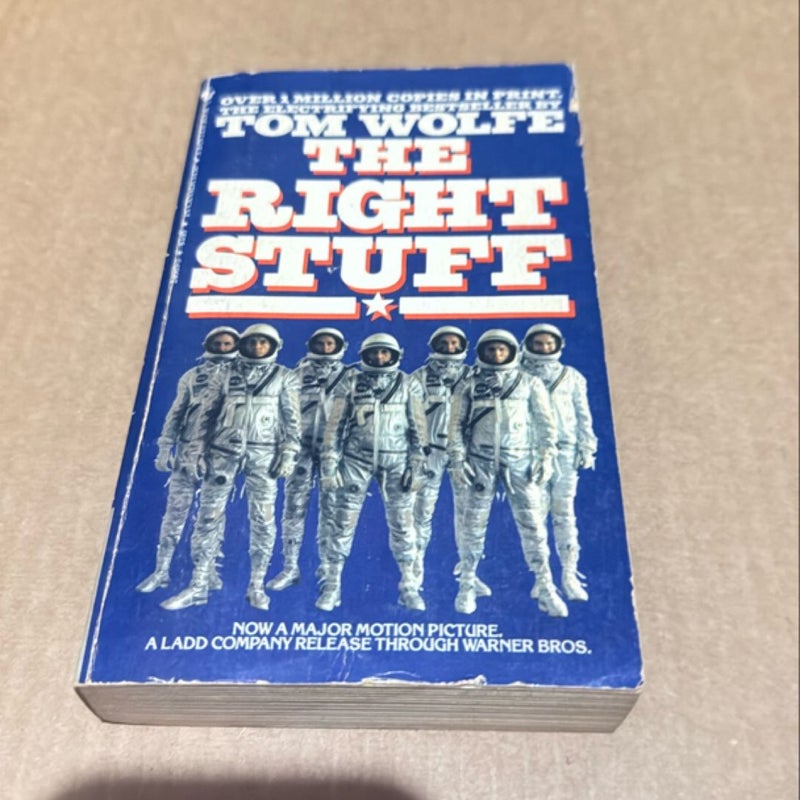 OVER 1 MILLION COPIES IN PRINT.
THE ELECTRIFYING BESTSELLER BY
TOM WOLFE
THE
RIGHT
STUFF
NOW A MAJOR MOTION PICTURE.
A LADD COMPANY RELEASE THROUGH WARNER BROS.